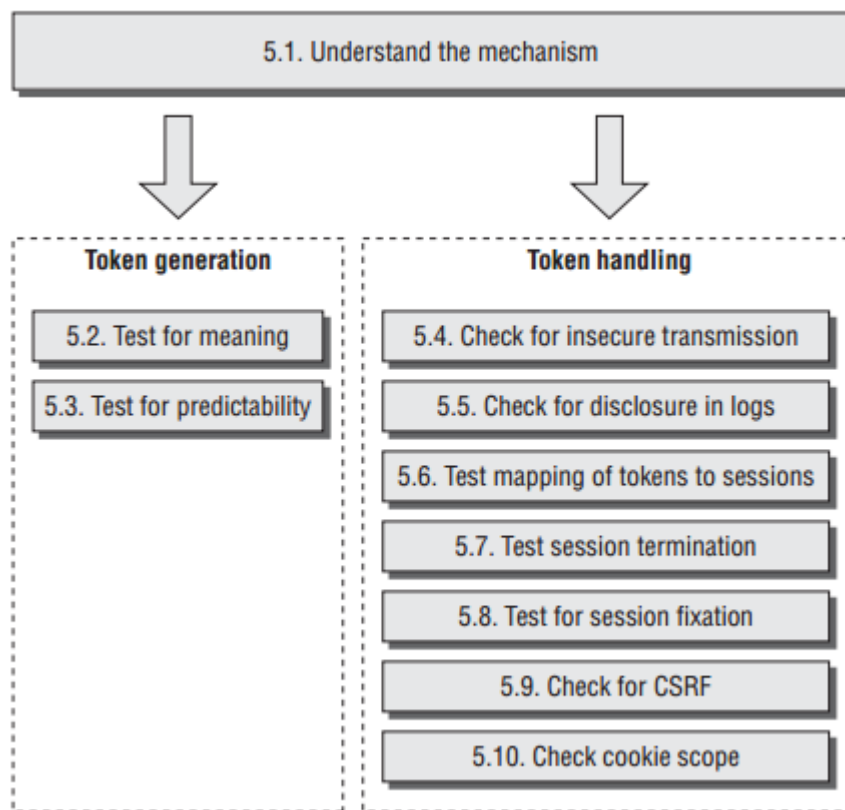 5.1. Understand the mechanism
Token generation
5.2. Test for meaning
5.3. Test for predictability
Token handling
5.4. Check for insecure transmission
5.5. Check for disclosure in logs
5.6. Test mapping of tokens to sessions
5.7. Test session termination
5.8. Test for session fixation
5.9. Check for CSRF
5.10. Check cookie scope